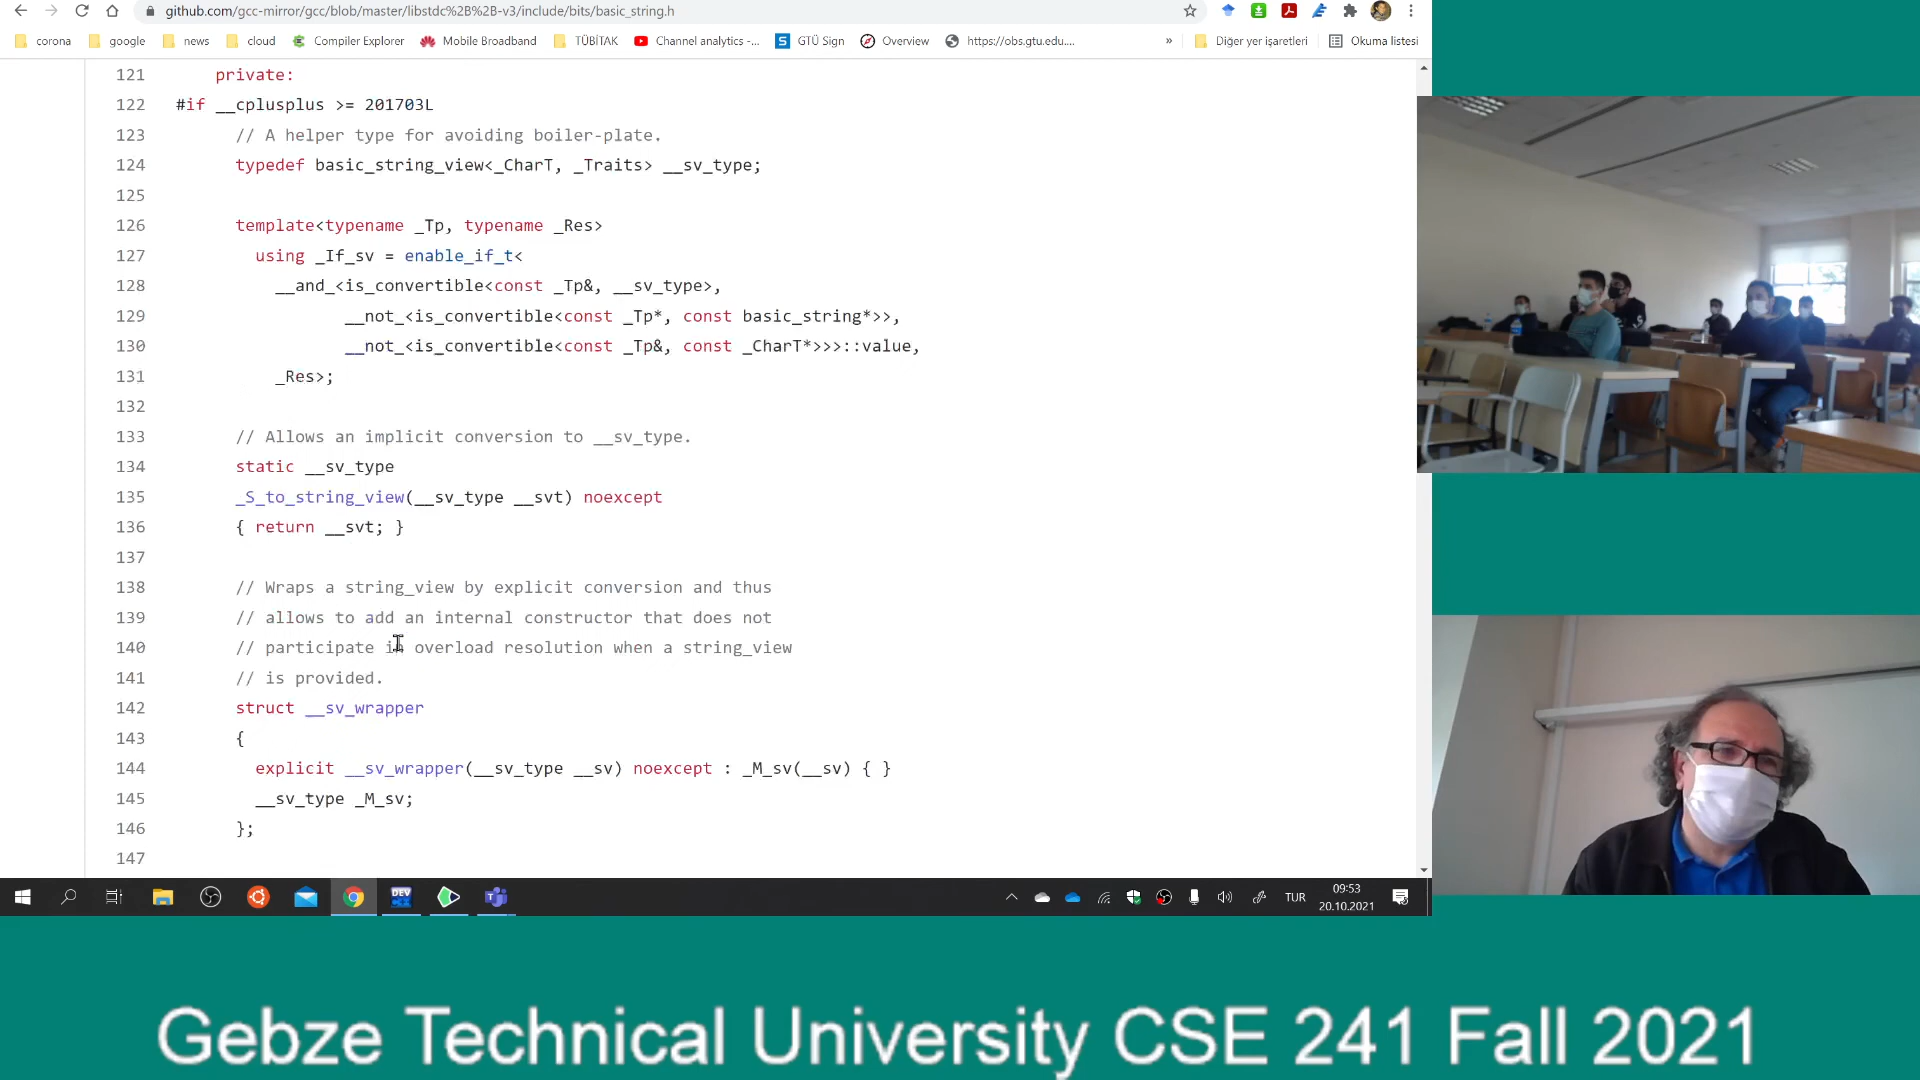 github.com/gcc-mirror/gcc/blob/master/libstdc%2B%2B-v3/include/bits/basic_string.h
corona google news cloud Compiler Explorer Mobile Broadband TÜBİTAK Channel analytics -... GTÜ Sign Overview https://obs.gtu.edu.... » Diğer yer işaretleri Okuma listesi
121 private:
122 #if __cplusplus >= 201703L
123 // A helper type for avoiding boiler-plate.
124 typedef basic_string_view<_CharT, _Traits> __sv_type;
125
126 template<typename _Tp, typename _Res>
127 using _If_sv = enable_if_t<
128 __and_<is_convertible<const _Tp&, __sv_type>,
129 __not_<is_convertible<const _Tp*, const basic_string*>>,
130 __not_<is_convertible<const _Tp&, const _CharT*>>>::value,
131 _Res>;
132
133 // Allows an implicit conversion to __sv_type.
134 static __sv_type
135 _S_to_string_view(__sv_type __svt) noexcept
136 { return __svt; }
137
138 // Wraps a string_view by explicit conversion and thus
139 // allows to add an internal constructor that does not
140 // participate in overload resolution when a string_view
141 // is provided.
142 struct __sv_wrapper
143 {
144 explicit __sv_wrapper(__sv_type __sv) noexcept : _M_sv(__sv) { }
145 __sv_type _M_sv;
146 };
147
DEV
TUR
09:53
20.10.2021
Gebze Technical University CSE 241 Fall 2021